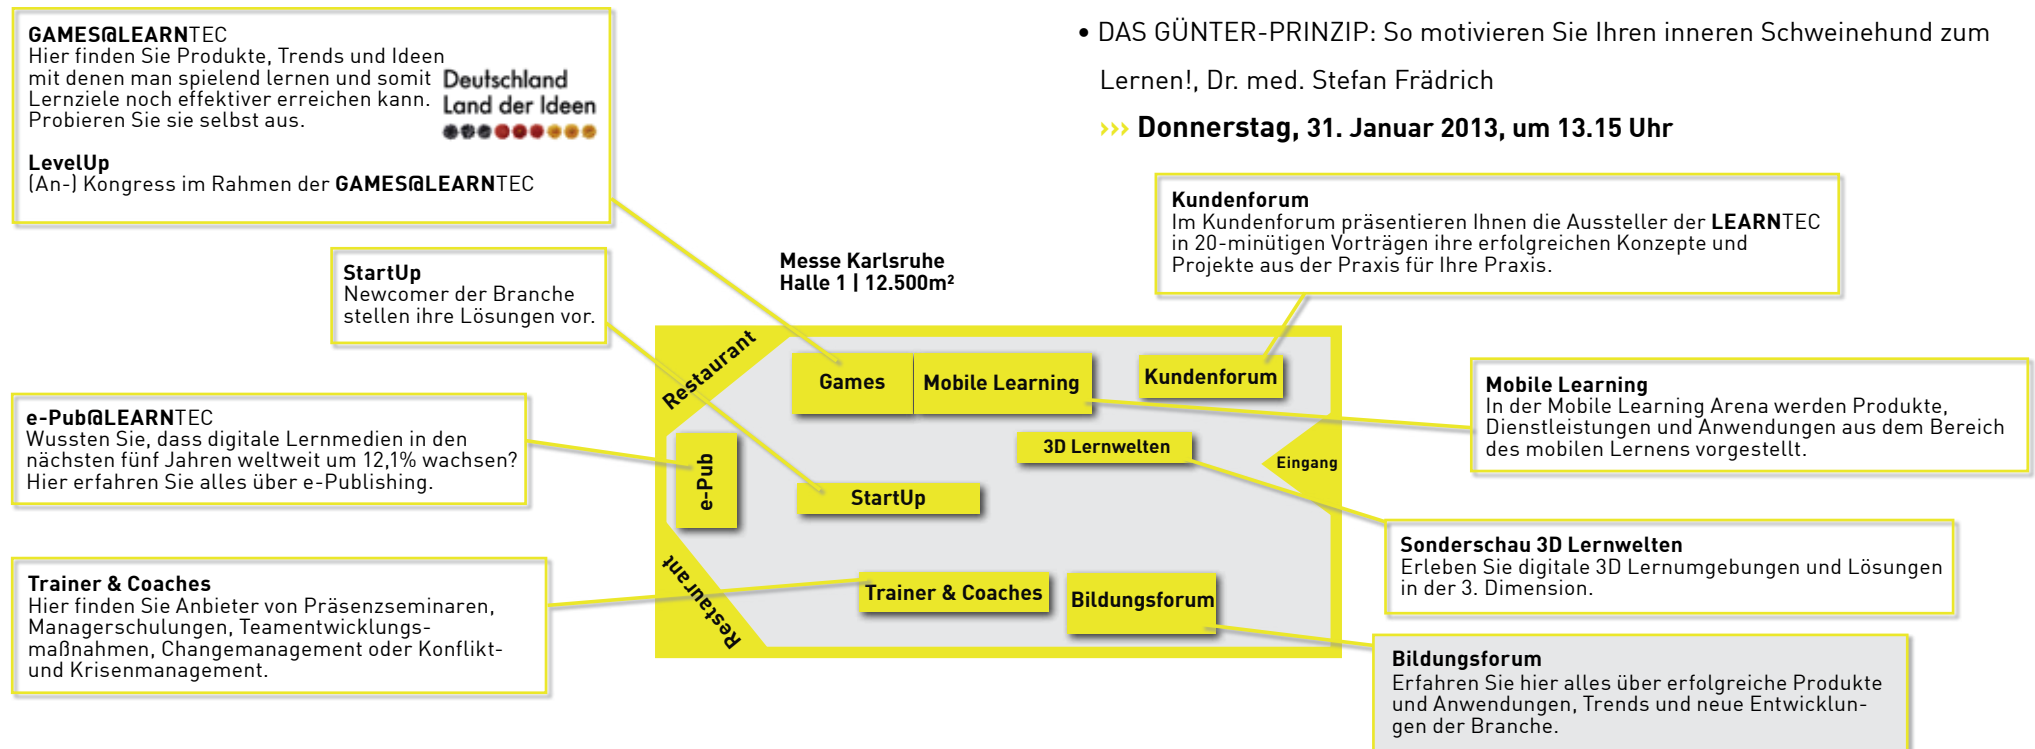 GAMES@LEARNTEC
Hier finden Sie Produkte, Trends und Ideen
mit denen man spielend lernen und somit
Lernziele noch effektiver erreichen kann.
Probieren Sie sie selbst aus.
Deutschland
Land der Ideen
LevelUp
(An-) Kongress im Rahmen der GAMES@LEARNTEC
• DAS GÜNTER-PRINZIP: So motivieren Sie Ihren inneren Schweinehund zum
Lernen!, Dr. med. Stefan Frädrich
››› Donnerstag, 31. Januar 2013, um 13.15 Uhr
Kundenforum
Im Kundenforum präsentieren Ihnen die Aussteller der LEARNTEC
in 20-minütigen Vorträgen ihre erfolgreichen Konzepte und
Projekte aus der Praxis für Ihre Praxis.
StartUp
Newcomer der Branche
stellen ihre Lösungen vor.
Messe Karlsruhe
Halle 1 | 12.500m²
Restaurant
Games
Mobile Learning
Kundenforum
3D Lernwelten
Eingang
e-Pub
StartUp
Restaurant
Trainer & Coaches
Bildungsforum
e-Pub@LEARNTEC
Wussten Sie, dass digitale Lernmedien in den
nächsten fünf Jahren weltweit um 12,1% wachsen?
Hier erfahren Sie alles über e-Publishing.
Mobile Learning
In der Mobile Learning Arena werden Produkte,
Dienstleistungen und Anwendungen aus dem Bereich
des mobilen Lernens vorgestellt.
Trainer & Coaches
Hier finden Sie Anbieter von Präsenzseminaren,
Managerschulungen, Teamentwicklungs-
maßnahmen, Changemanagement oder Konflikt-
und Krisenmanagement.
Sonderschau 3D Lernwelten
Erleben Sie digitale 3D Lernumgebungen und Lösungen
in der 3. Dimension.
Bildungsforum
Erfahren Sie hier alles über erfolgreiche Produkte
und Anwendungen, Trends und neue Entwicklun-
gen der Branche.